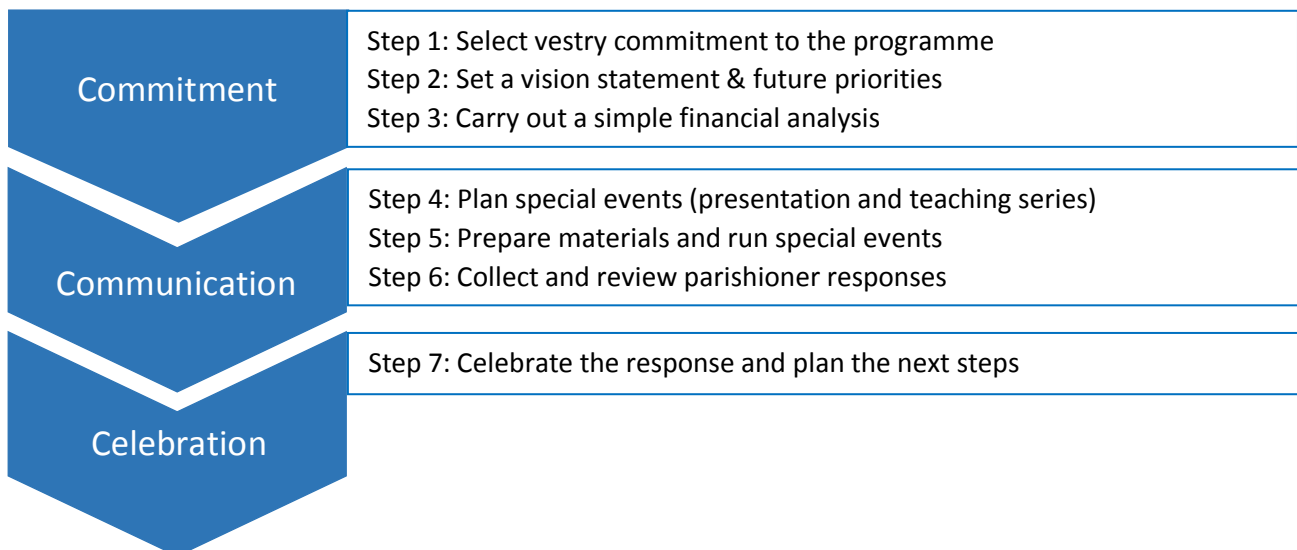 Commitment
Step 1: Select vestry commitment to the programme
Step 2: Set a vision statement & future priorities
Step 3: Carry out a simple financial analysis
Communication
Step 4: Plan special events (presentation and teaching series)
Step 5: Prepare materials and run special events
Step 6: Collect and review parishioner responses
Celebration
Step 7: Celebrate the response and plan the next steps